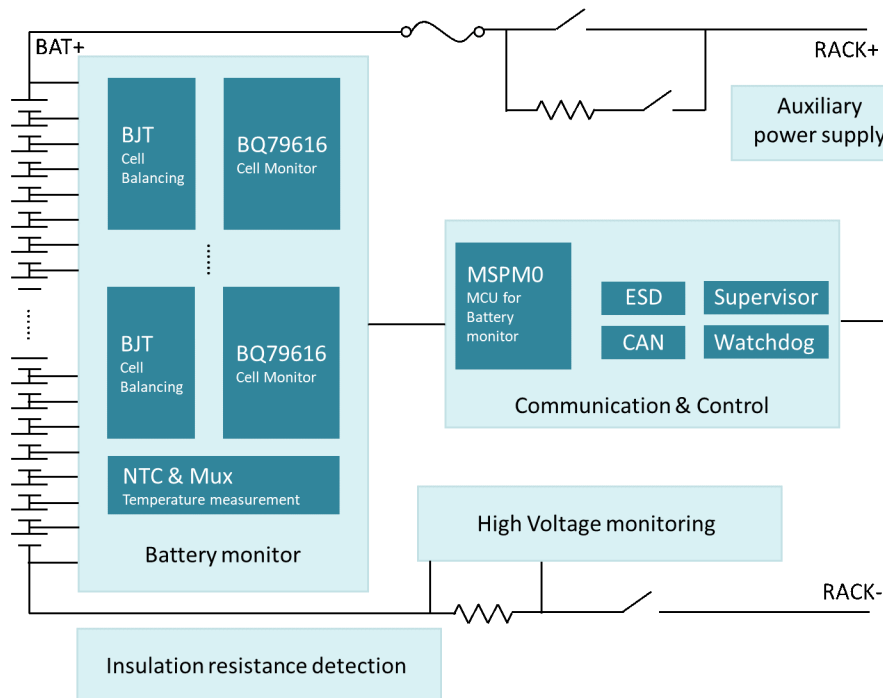 BAT+
RACK+
BJT
Cell
Balancing
BQ79616
Cell Monitor
Auxiliary
power supply
MSPM0
MCU for
Battery
monitor
ESD
Supervisor
CAN
Watchdog
Communication & Control
BJT
Cell
Balancing
BQ79616
Cell Monitor
NTC & Mux
Temperature measurement
Battery monitor
High Voltage monitoring
RACK-
Insulation resistance detection